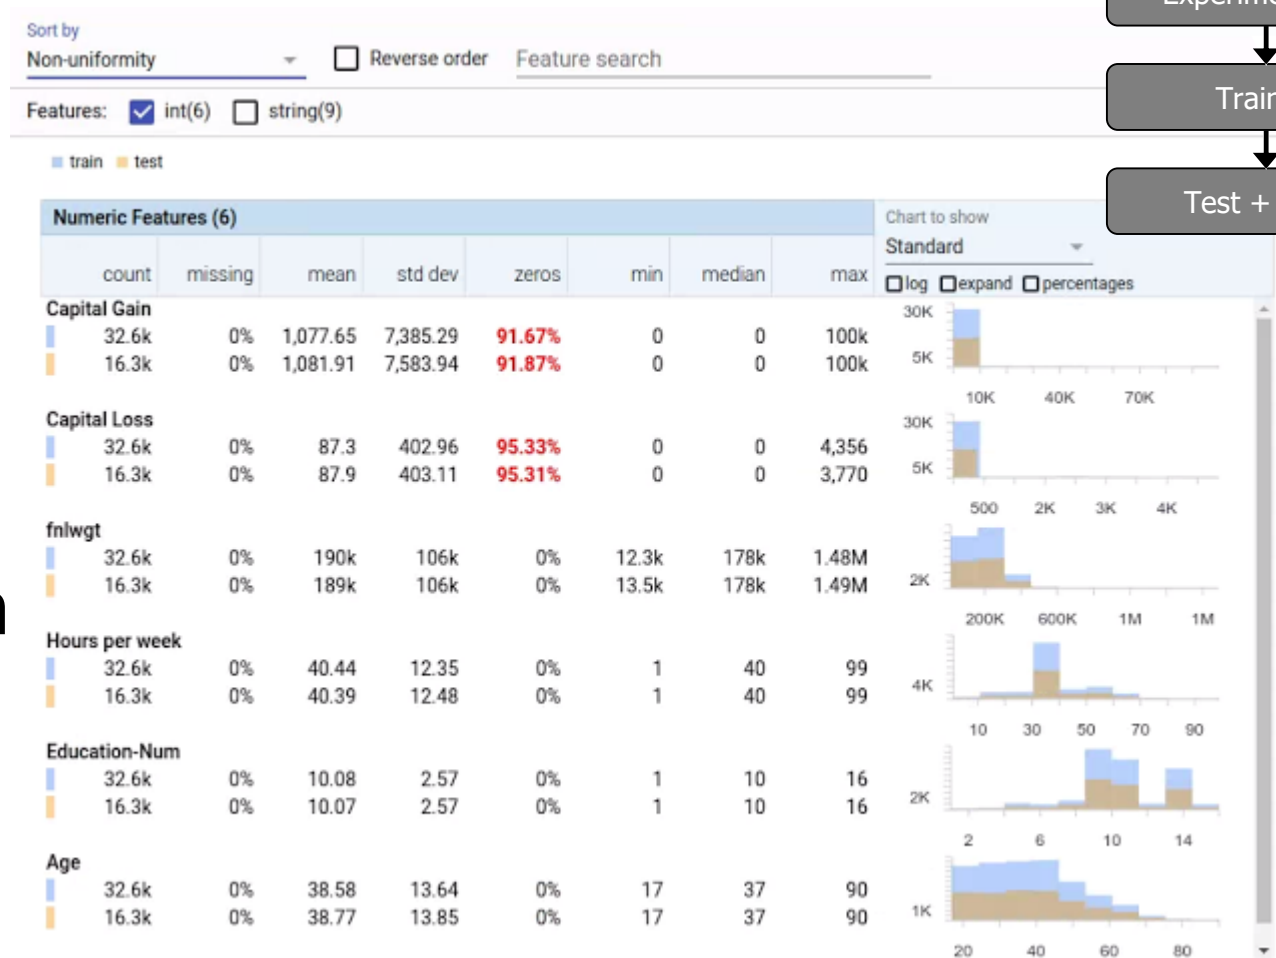 Sort by
Non-uniformity
Reverse order
Feature search
Features: int(6) string(9)
train test
Train
Test +
Numeric Features (6)
Chart to show
Standard
count missing mean std dev zeros min median max
log expand percentages
Capital Gain
32.6k 0% 1,077.65 7,385.29 91.67% 0 0 100k
16.3k 0% 1,081.91 7,583.94 91.87% 0 0 100k
30K
5K
10K 40K 70K
Capital Loss
32.6k 0% 87.3 402.96 95.33% 0 0 4,356
16.3k 0% 87.9 403.11 95.31% 0 0 3,770
30K
5K
500 2K 3K 4K
fnlwgt
32.6k 0% 190k 106k 0% 12.3k 178k 1.48M
16.3k 0% 189k 106k 0% 13.5k 178k 1.49M
2K
200K 600K 1M 1M
Hours per week
32.6k 0% 40.44 12.35 0% 1 40 99
16.3k 0% 40.39 12.48 0% 1 40 99
4K
10 30 50 70 90
Education-Num
32.6k 0% 10.08 2.57 0% 1 10 16
16.3k 0% 10.07 2.57 0% 1 10 16
2K
2 6 10 14
Age
32.6k 0% 38.58 13.64 0% 17 37 90
16.3k 0% 38.77 13.85 0% 17 37 90
1K
20 40 60 80